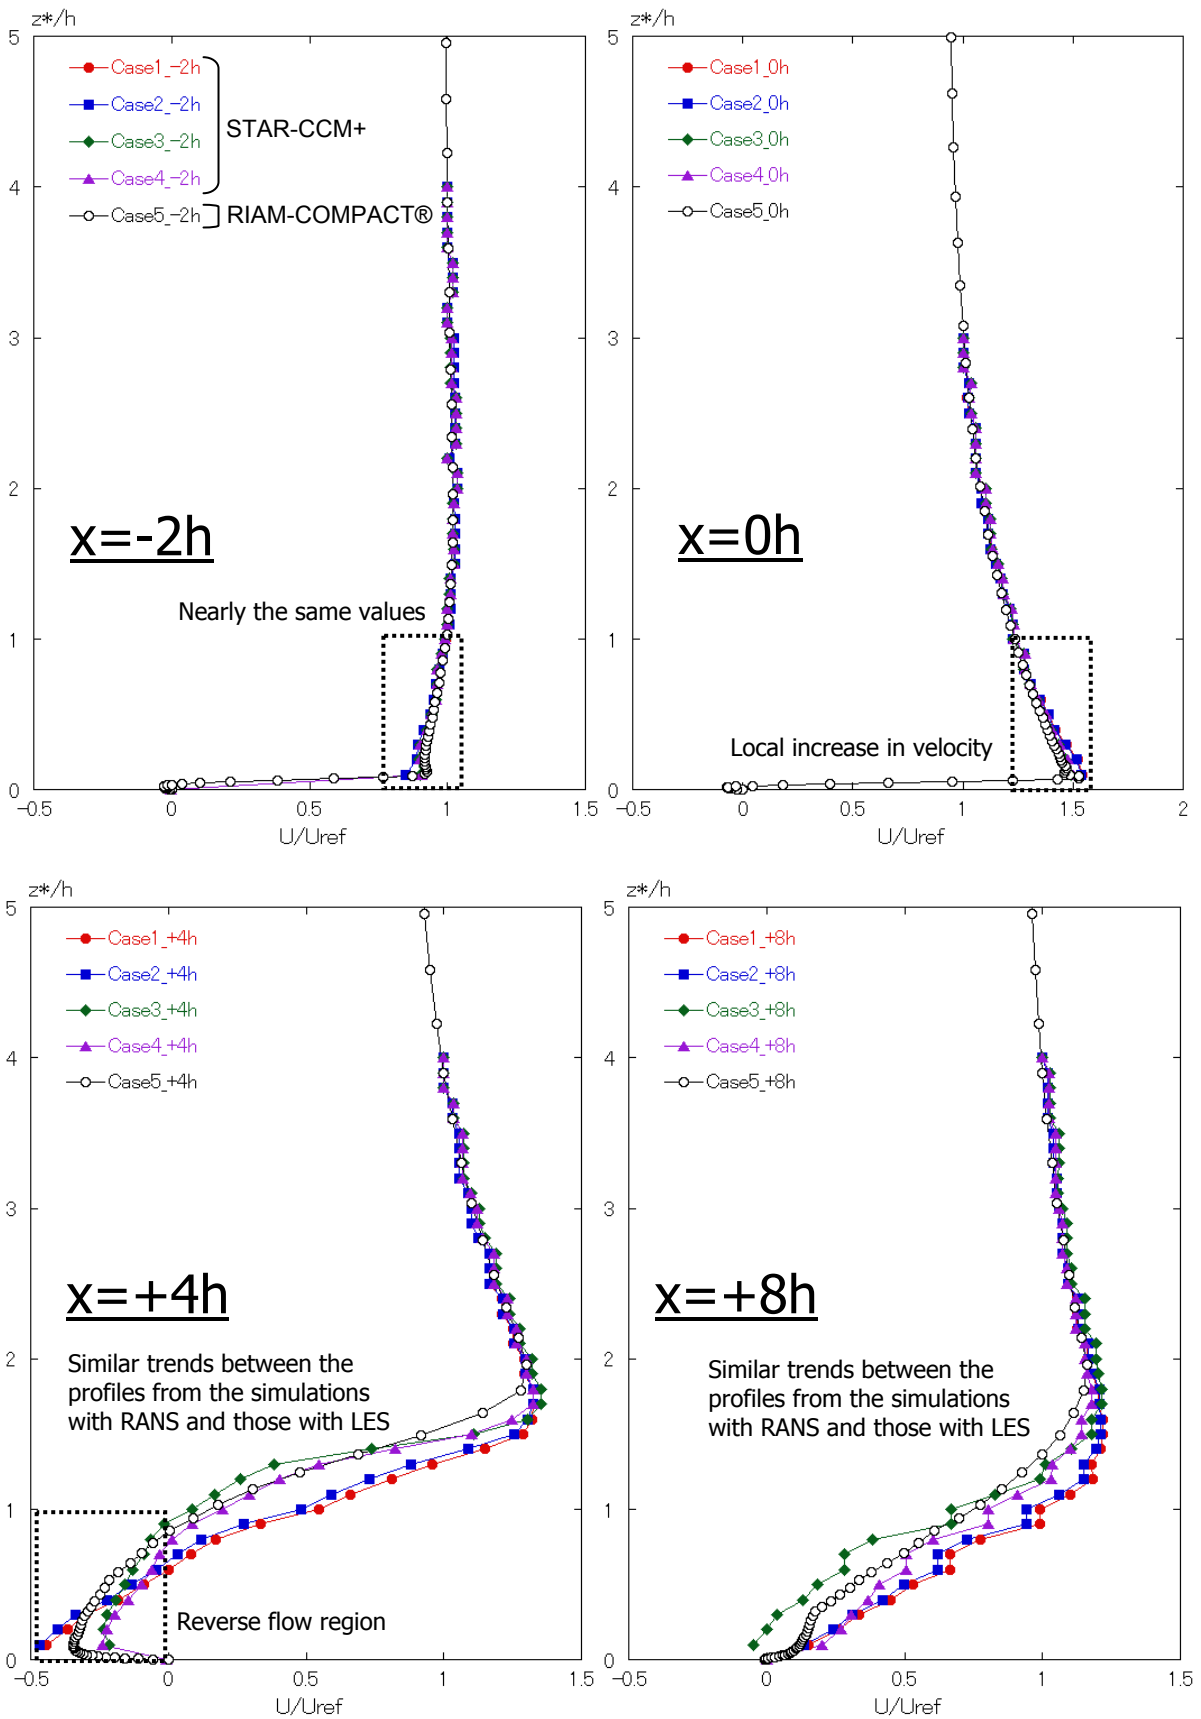 z*/h
5
4
3
2
1
0
Case1_-2h
Case2_-2h
Case3_-2h
Case4_-2h
Case5_-2h
STAR-CCM+
RIAM-COMPACT®
x=-2h
Nearly the same values
-0.5
0
0.5
1
1.5
U/Uref
z*/h
5
4
3
2
1
0
Case1_0h
Case2_0h
Case3_0h
Case4_0h
Case5_0h
x=0h
Local increase in velocity
-0.5
0
0.5
1
1.5
2
U/Uref
z*/h
5
4
3
2
1
0
Case1_+4h
Case2_+4h
Case3_+4h
Case4_+4h
Case5_+4h
x=+4h
Similar trends between the
profiles from the simulations
with RANS and those with LES
Reverse flow region
-0.5
0
0.5
1
1.5
U/Uref
z*/h
5
4
3
2
1
0
Case1_+8h
Case2_+8h
Case3_+8h
Case4_+8h
Case5_+8h
x=+8h
Similar trends between the
profiles from the simulations
with RANS and those with LES
-0.5
0
0.5
1
1.5
U/Uref